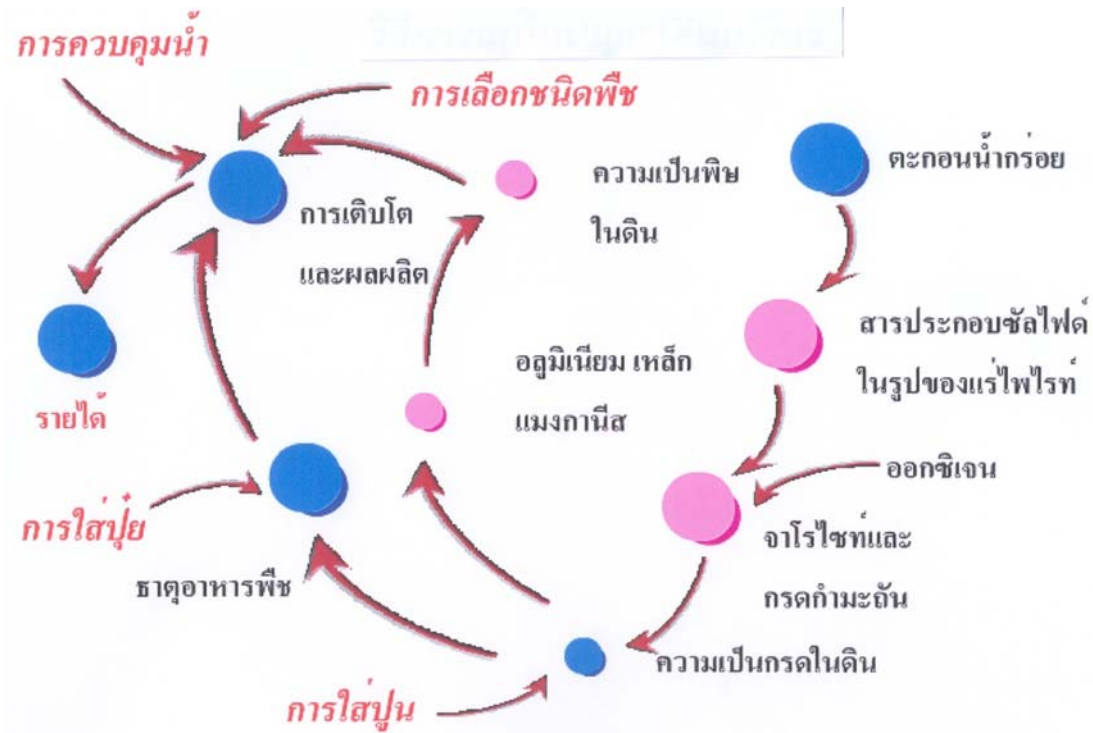 การควบคุมน้ำ
การเลือกชนิดพืช
ความเป็นพิษ
ในดิน
ตะกอนน้ำกร่อย
การเติบโต
และผลผลิต
สารประกอบซัลไฟด์
ในรูปของแร่ไพไรท์
อลูมิเนียม เหล็ก
แมงกานีส
รายได้
ออกซิเจน
การใส่ปุ๋ย
จาโรไซท์และ
กรดกำมะถัน
ธาตุอาหารพืช
ความเป็นกรดในดิน
การใส่ปูน